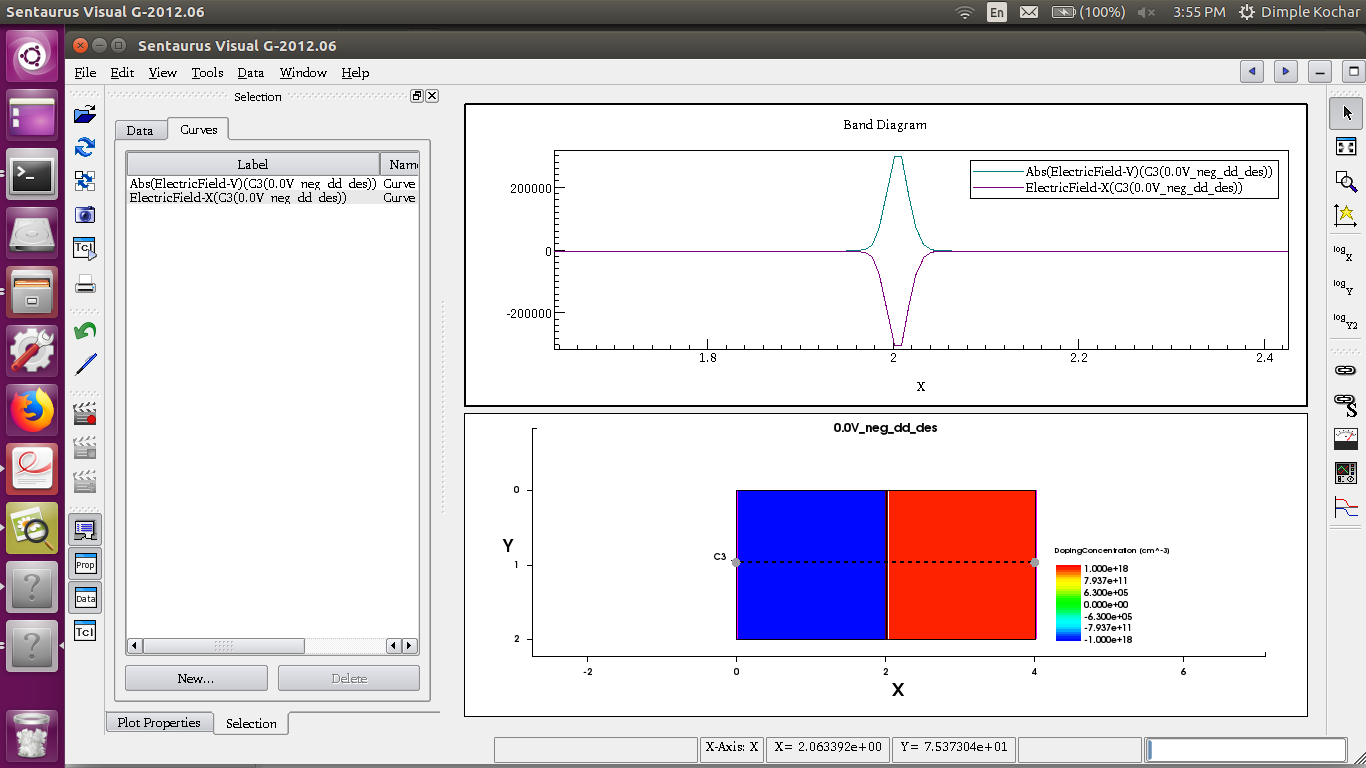 Sentaurus Visual G-2012.06
En
(100%)
3:55 PM
Dimple Kochar
Sentaurus Visual G-2012.06
File Edit View Tools Data Window Help
Selection
Data Curves
Label Name
Abs(ElectricField-V)(C3(0.0V_neg_dd_des)) Curve
ElectricField-X(C3(0.0V_neg_dd_des)) Curve
Tcl
Prop
Data
Tcl
New... Delete
Plot Properties Selection
Band Diagram
Abs(ElectricField-V)(C3(0.0V_neg_dd_des))
ElectricField-X(C3(0.0V_neg_dd_des))
200000
0
-200000
1.8 2 2.2 2.4
X
0.0V_neg_dd_des
0
Y
1
2
C3
-2 0 2 4 6
X
DopingConcentration (cm^-3)
1.000e+18
7.937e+11
6.300e+05
0.000e+00
-6.300e+05
-7.937e+11
-1.000e+18
log X
log Y
log Y2
S
X-Axis: X X= 2.063392e+00 Y= 7.537304e+01